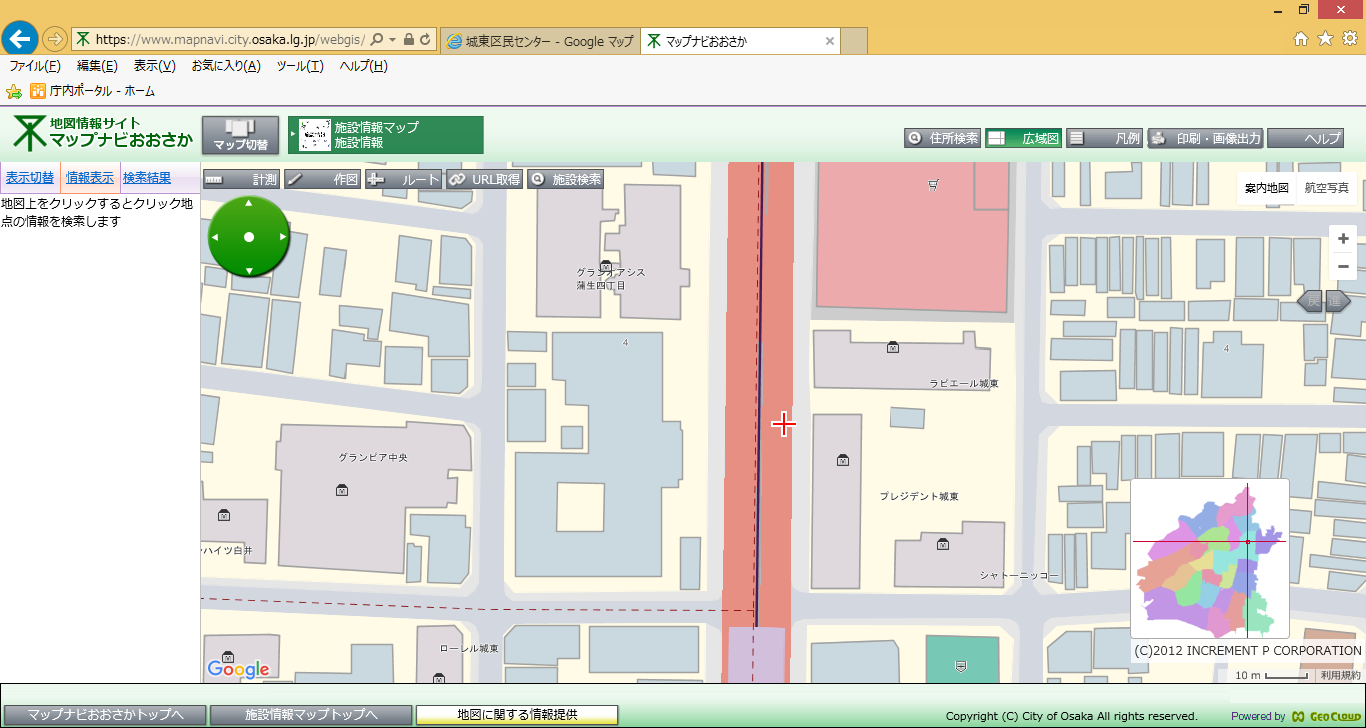 https://www.mapnavi.city.osaka.lg.jp/webgis/
城東区民センター - Google マップ
マップナビおおさか
ファイル(F) 編集(E) 表示(V) お気に入り(A) ツール(T) ヘルプ(H)
庁内ポータル - ホーム
地図情報サイト
マップナビおおさか
マップ切替
施設情報マップ
施設情報
住所検索 広域図 凡例 印刷・画像出力 ヘルプ
表示切替 情報表示 検索結果
計測 作図 ルート URL取得 施設検索
地図上をクリックするとクリック地
点の情報を検索します
案内地図 航空写真
+
−
戻 進
グランオアシス
蒲生四丁目
4
4
ラビエール城東
グランビア中央
プレジデント城東
ハイツ白井
シャトーニッコー
ローレル城東
Google
(C)2012 INCREMENT P CORPORATION
10 m 利用規約
マップナビおおさかトップへ 施設情報マップトップへ 地図に関する情報提供
Copyright (C) City of Osaka All rights reserved. Powered by GEOCLOUD